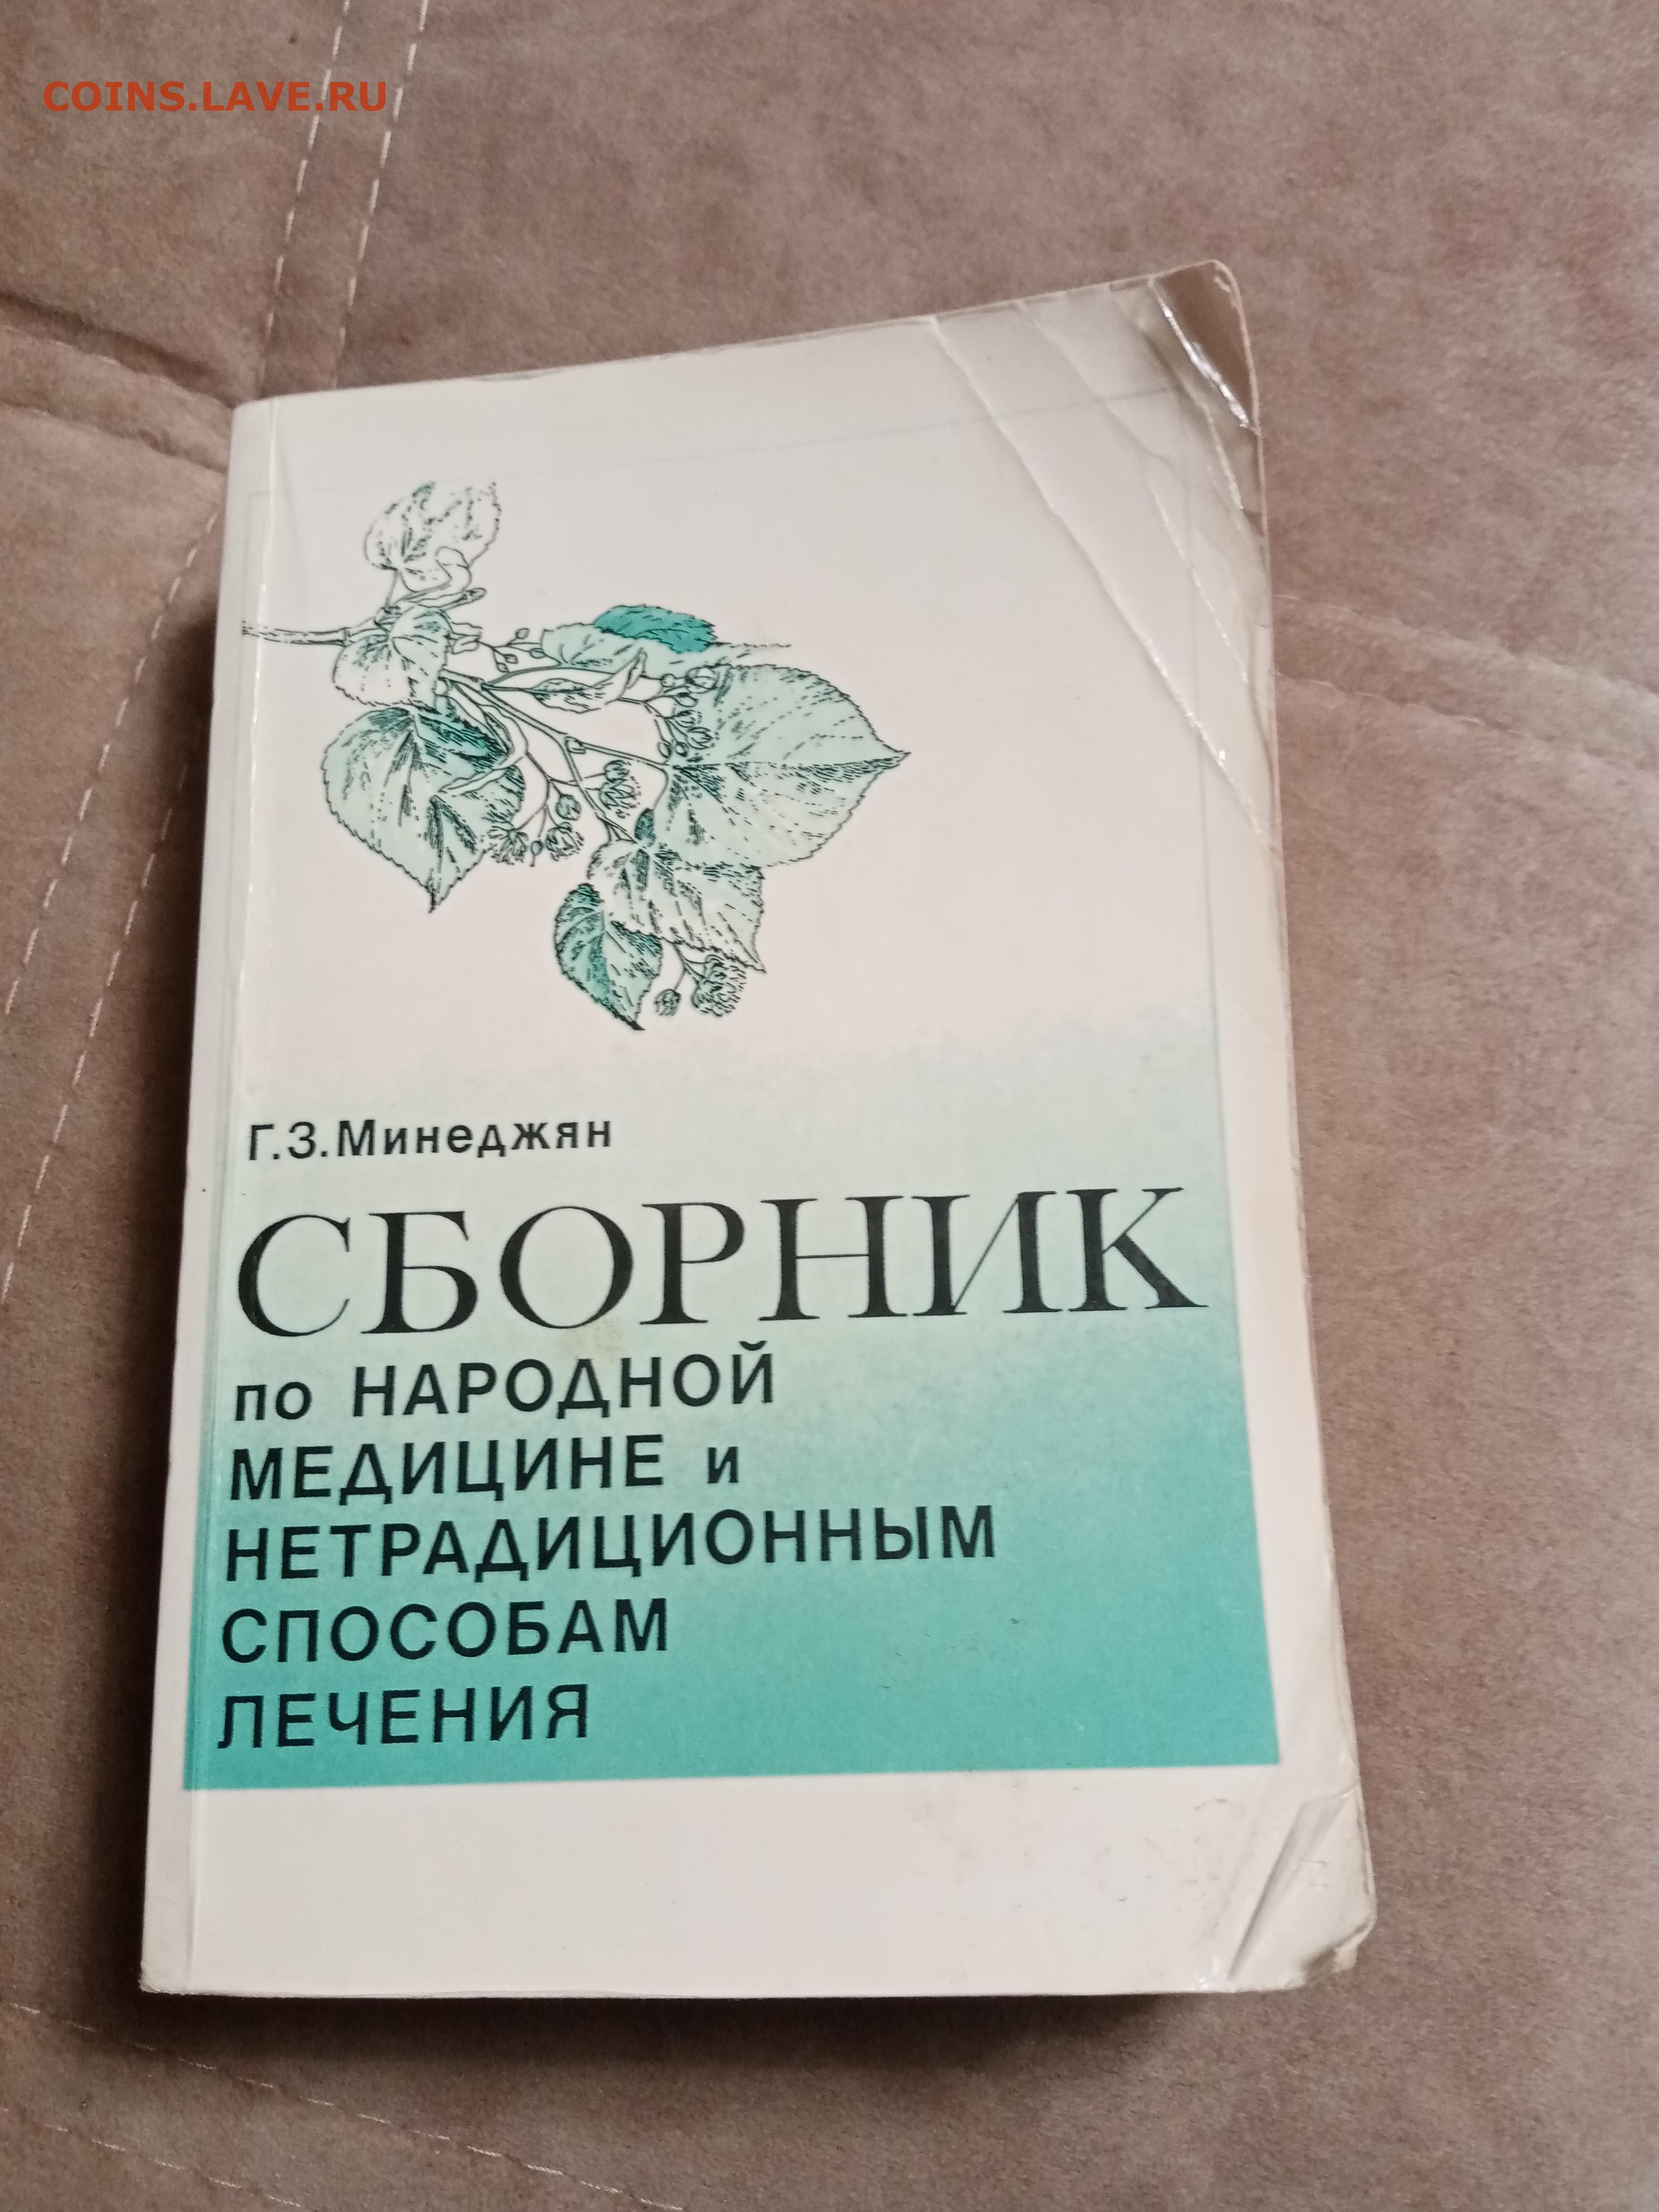 COINS.LAVE.RU
Г.З.Минеджян
СБОРНИК
по НАРОДНОЙ
МЕДИЦИНЕ и
НЕТРАДИЦИОННЫМ
СПОСОБАМ
ЛЕЧЕНИЯ